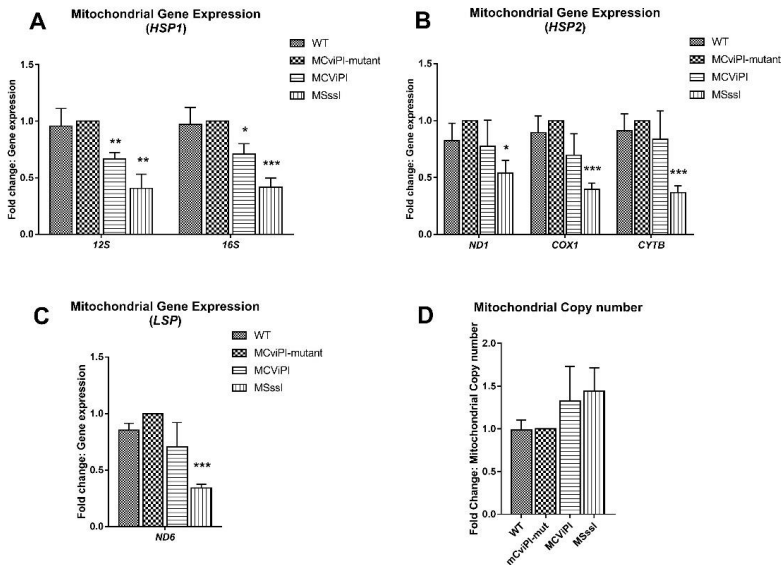 A
Mitochondrial Gene Expression
(HSP1)
WT
MCviPI-mutant
MCViPI
MSssI
Fold change: Gene expression
1.5
1.0
0.5
0.0
** ** * ***
12S 16S
B
Mitochondrial Gene Expression
(HSP2)
WT
MCviPI-mutant
MCViPI
MSssI
Fold change: Gene expression
1.5
1.0
0.5
0.0
* *** ***
ND1 COX1 CYTB
C
Mitochondrial Gene Expression
(LSP)
WT
MCviPI-mutant
MCViPI
MSssI
Fold change: Gene expression
1.5
1.0
0.5
0.0
***
ND6
D
Mitochondrial Copy number
Fold Change: Mitochondrial Copy number
2.0
1.5
1.0
0.5
0.0
WT
mCviPI-mut
MCViPI
MSssI